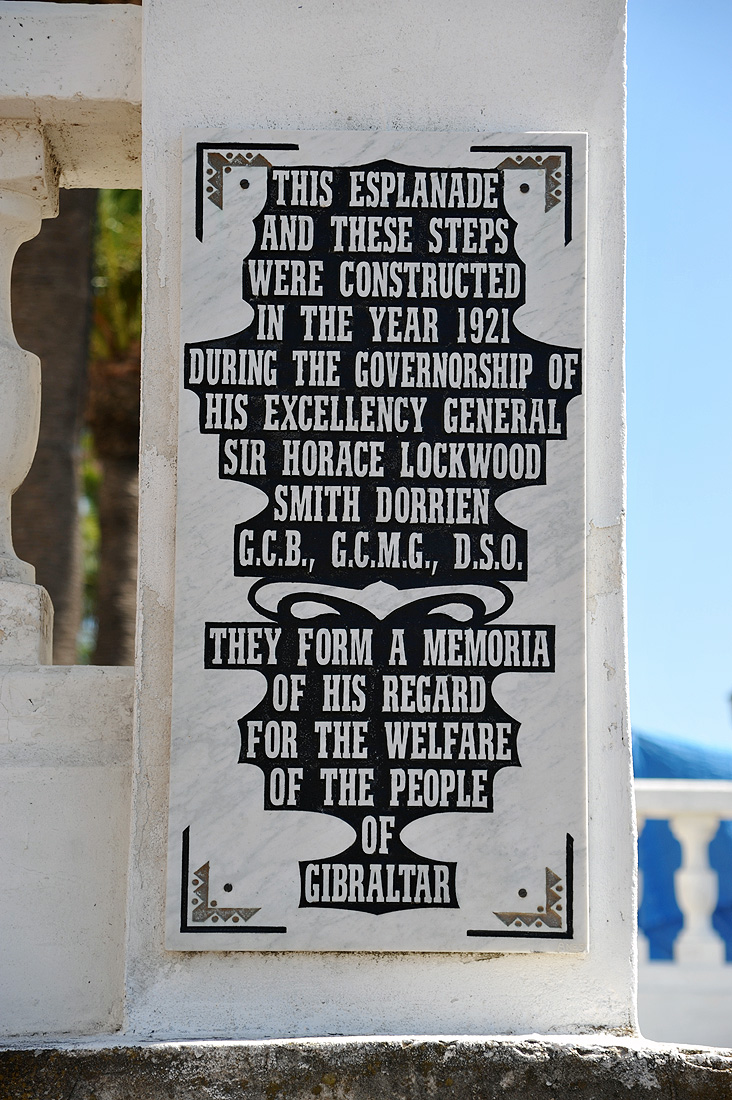 THIS ESPLANADE
AND THESE STEPS
WERE CONSTRUCTED
IN THE YEAR 1921
DURING THE GOVERNORSHIP OF
HIS EXCELLENCY GENERAL
SIR HORACE LOCKWOOD
SMITH DORRIEN
G.C.B., G.C.M.G., D.S.O.
THEY FORM A MEMORIA
OF HIS REGARD
FOR THE WELFARE
OF THE PEOPLE
OF
GIBRALTAR